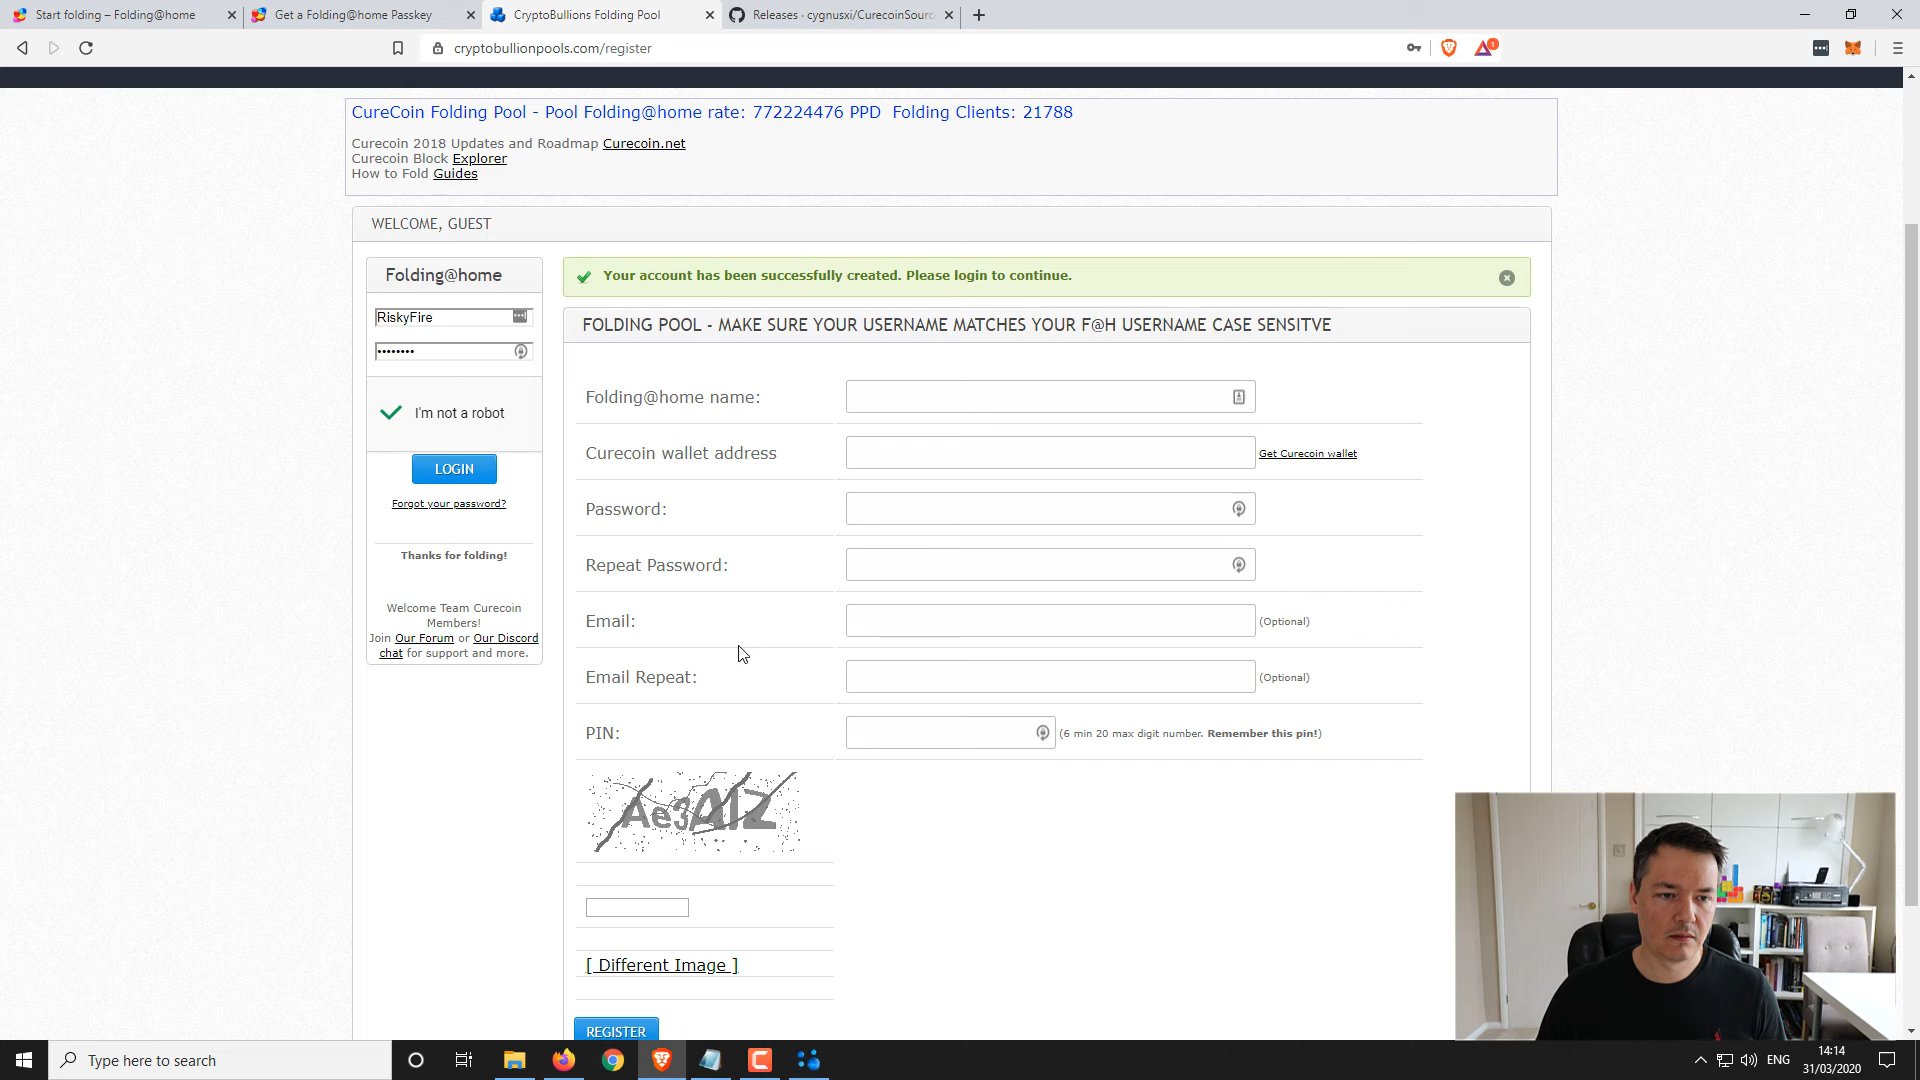 Start folding – Folding@home
Get a Folding@home Passkey
CryptoBullions Folding Pool
Releases · cygnusxi/CurecoinSourc
cryptobullionpools.com/register
1
CureCoin Folding Pool - Pool Folding@home rate: 772224476 PPD Folding Clients: 21788
Curecoin 2018 Updates and Roadmap Curecoin.net
Curecoin Block Explorer
How to Fold Guides
WELCOME, GUEST
Folding@home
RiskyFire
••••••••
I'm not a robot
LOGIN
Forgot your password?
Thanks for folding!
Welcome Team Curecoin
Members!
Join Our Forum or Our Discord
chat for support and more.
Your account has been successfully created. Please login to continue.
FOLDING POOL - MAKE SURE YOUR USERNAME MATCHES YOUR F@H USERNAME CASE SENSITVE
Folding@home name:
Curecoin wallet address
Get Curecoin wallet
Password:
Repeat Password:
Email:
(Optional)
Email Repeat:
(Optional)
PIN:
(6 min 20 max digit number. Remember this pin!)
[ Different Image ]
REGISTER
Type here to search
ENG
14:14
31/03/2020